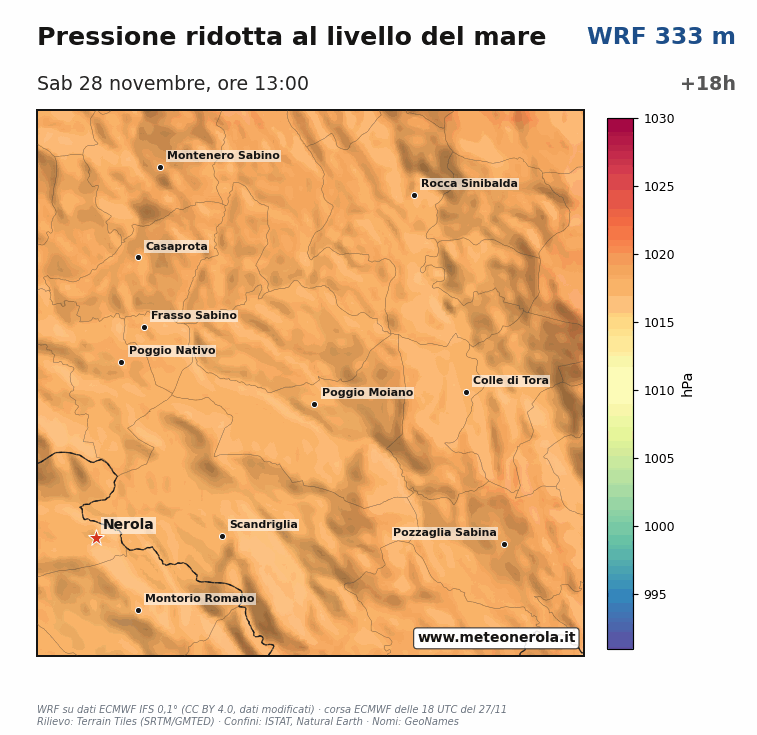 Pressione ridotta al livello del mare
WRF 333 m
Sab 28 novembre, ore 13:00
+18h
Montenero Sabino
Rocca Sinibalda
Casaprota
Frasso Sabino
Poggio Nativo
Colle di Tora
Poggio Moiano
Nerola
Scandriglia
Pozzaglia Sabina
Montorio Romano
www.meteonerola.it
1030
1025
1020
1015
1010
1005
1000
995
hPa
WRF su dati ECMWF IFS 0,1° (CC BY 4.0, dati modificati) · corsa ECMWF delle 18 UTC del 27/11
Rilievo: Terrain Tiles (SRTM/GMTED) · Confini: ISTAT, Natural Earth · Nomi: GeoNames